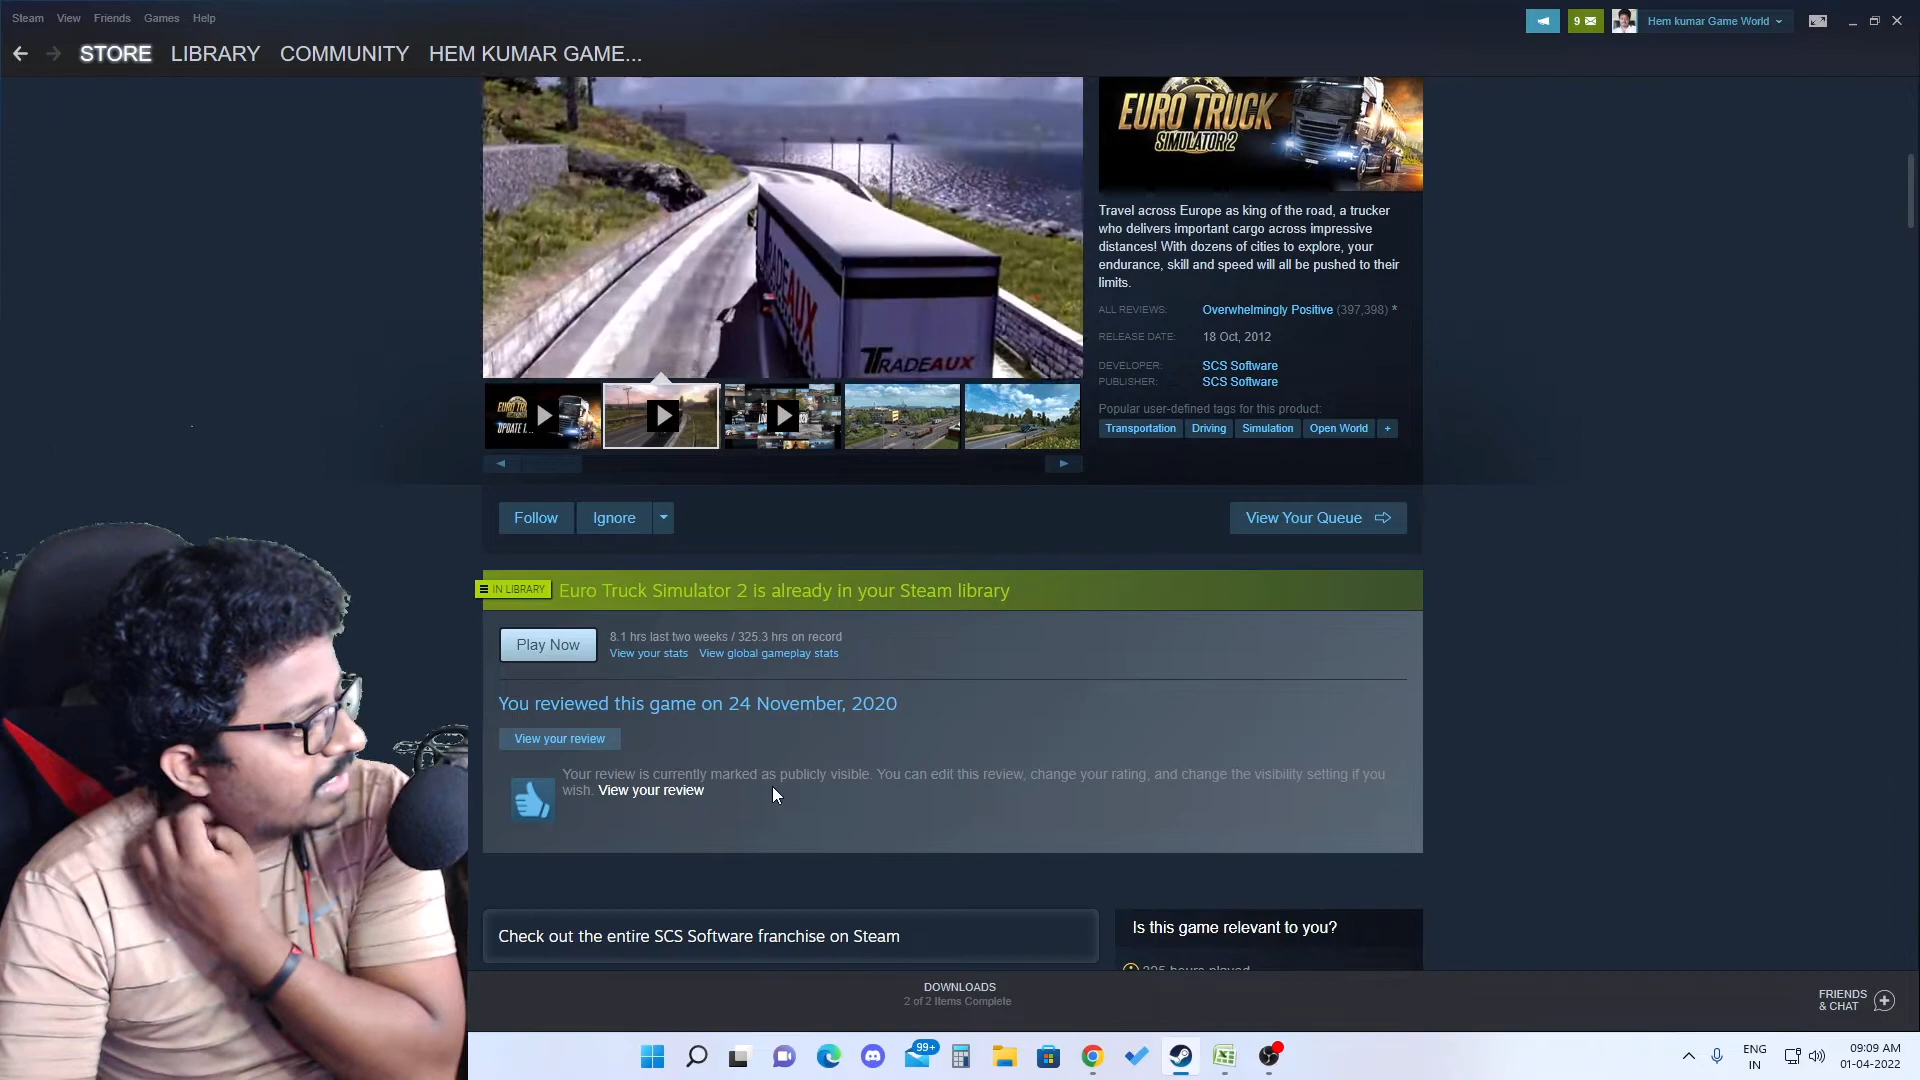 Steam View Friends Games Help
9 Hem kumar Game World
STORE LIBRARY COMMUNITY HEM KUMAR GAME...
TRADEAUX
EURO TRUCK
SIMULATOR 2
Travel across Europe as king of the road, a trucker
who delivers important cargo across impressive
distances! With dozens of cities to explore, your
endurance, skill and speed will all be pushed to their
limits.
ALL REVIEWS: Overwhelmingly Positive (397,398) *
RELEASE DATE: 18 Oct, 2012
DEVELOPER: SCS Software
PUBLISHER: SCS Software
Popular user-defined tags for this product:
Transportation Driving Simulation Open World +
Follow Ignore View Your Queue
IN LIBRARY Euro Truck Simulator 2 is already in your Steam library
Play Now 8.1 hrs last two weeks / 325.3 hrs on record
View your stats View global gameplay stats
You reviewed this game on 24 November, 2020
View your review
Your review is currently marked as publicly visible. You can edit this review, change your rating, and change the visibility setting if you
wish. View your review
Check out the entire SCS Software franchise on Steam
Is this game relevant to you?
325 hours played
DOWNLOADS
2 of 2 Items Complete
FRIENDS
& CHAT
99+
ENG
IN
09:09 AM
01-04-2022